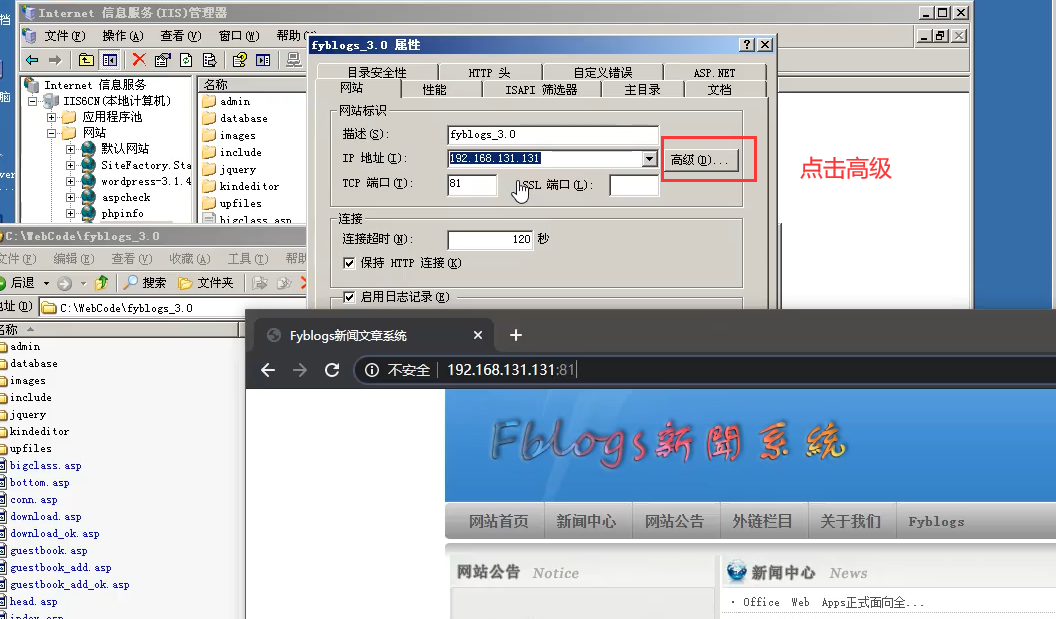 档
脑
ver
Internet 信息服务(IIS)管理器
文件(F) 操作(A) 查看(V) 窗口(W) 帮助(
Internet 信息服务
IIS6CN(本地计算机)
应用程序池
网站
默认网站
SiteFactory.Sta
wordpress-3.1.4
aspcheck
phpinfo
名称
admin
database
images
include
jquery
kindeditor
upfiles
bigclass.asp
fyblogs_3.0 属性
目录安全性 HTTP 头 自定义错误 ASP.NET
网站 性能 ISAPI 筛选器 主目录 文档
网站标识
描述(S): fyblogs_3.0
IP 地址(I): 192.168.131.131 高级(D)...
TCP 端口(T): 81 SSL 端口(L):
连接
连接超时(N): 120 秒
保持 HTTP 连接(K)
启用日志记录(E)
点击高级
C:\WebCode\fyblogs_3.0
文件(F) 编辑(E) 查看(V) 收藏(A) 工具(T) 帮助
后退 搜索 文件夹
地址(D) C:\WebCode\fyblogs_3.0
名称
admin
database
images
include
jquery
kindeditor
upfiles
bigclass.asp
bottom.asp
conn.asp
download.asp
download_ok.asp
guestbook.asp
guestbook_add.asp
guestbook_add_ok.asp
head.asp
index.asp
Fyblogs新闻文章系统
不安全 192.168.131.131:81
Fblogs新聞系統
网站首页 新闻中心 网站公告 外链栏目 关于我们 Fyblogs
网站公告 Notice
新闻中心 News
· Office Web Apps正式面向全...